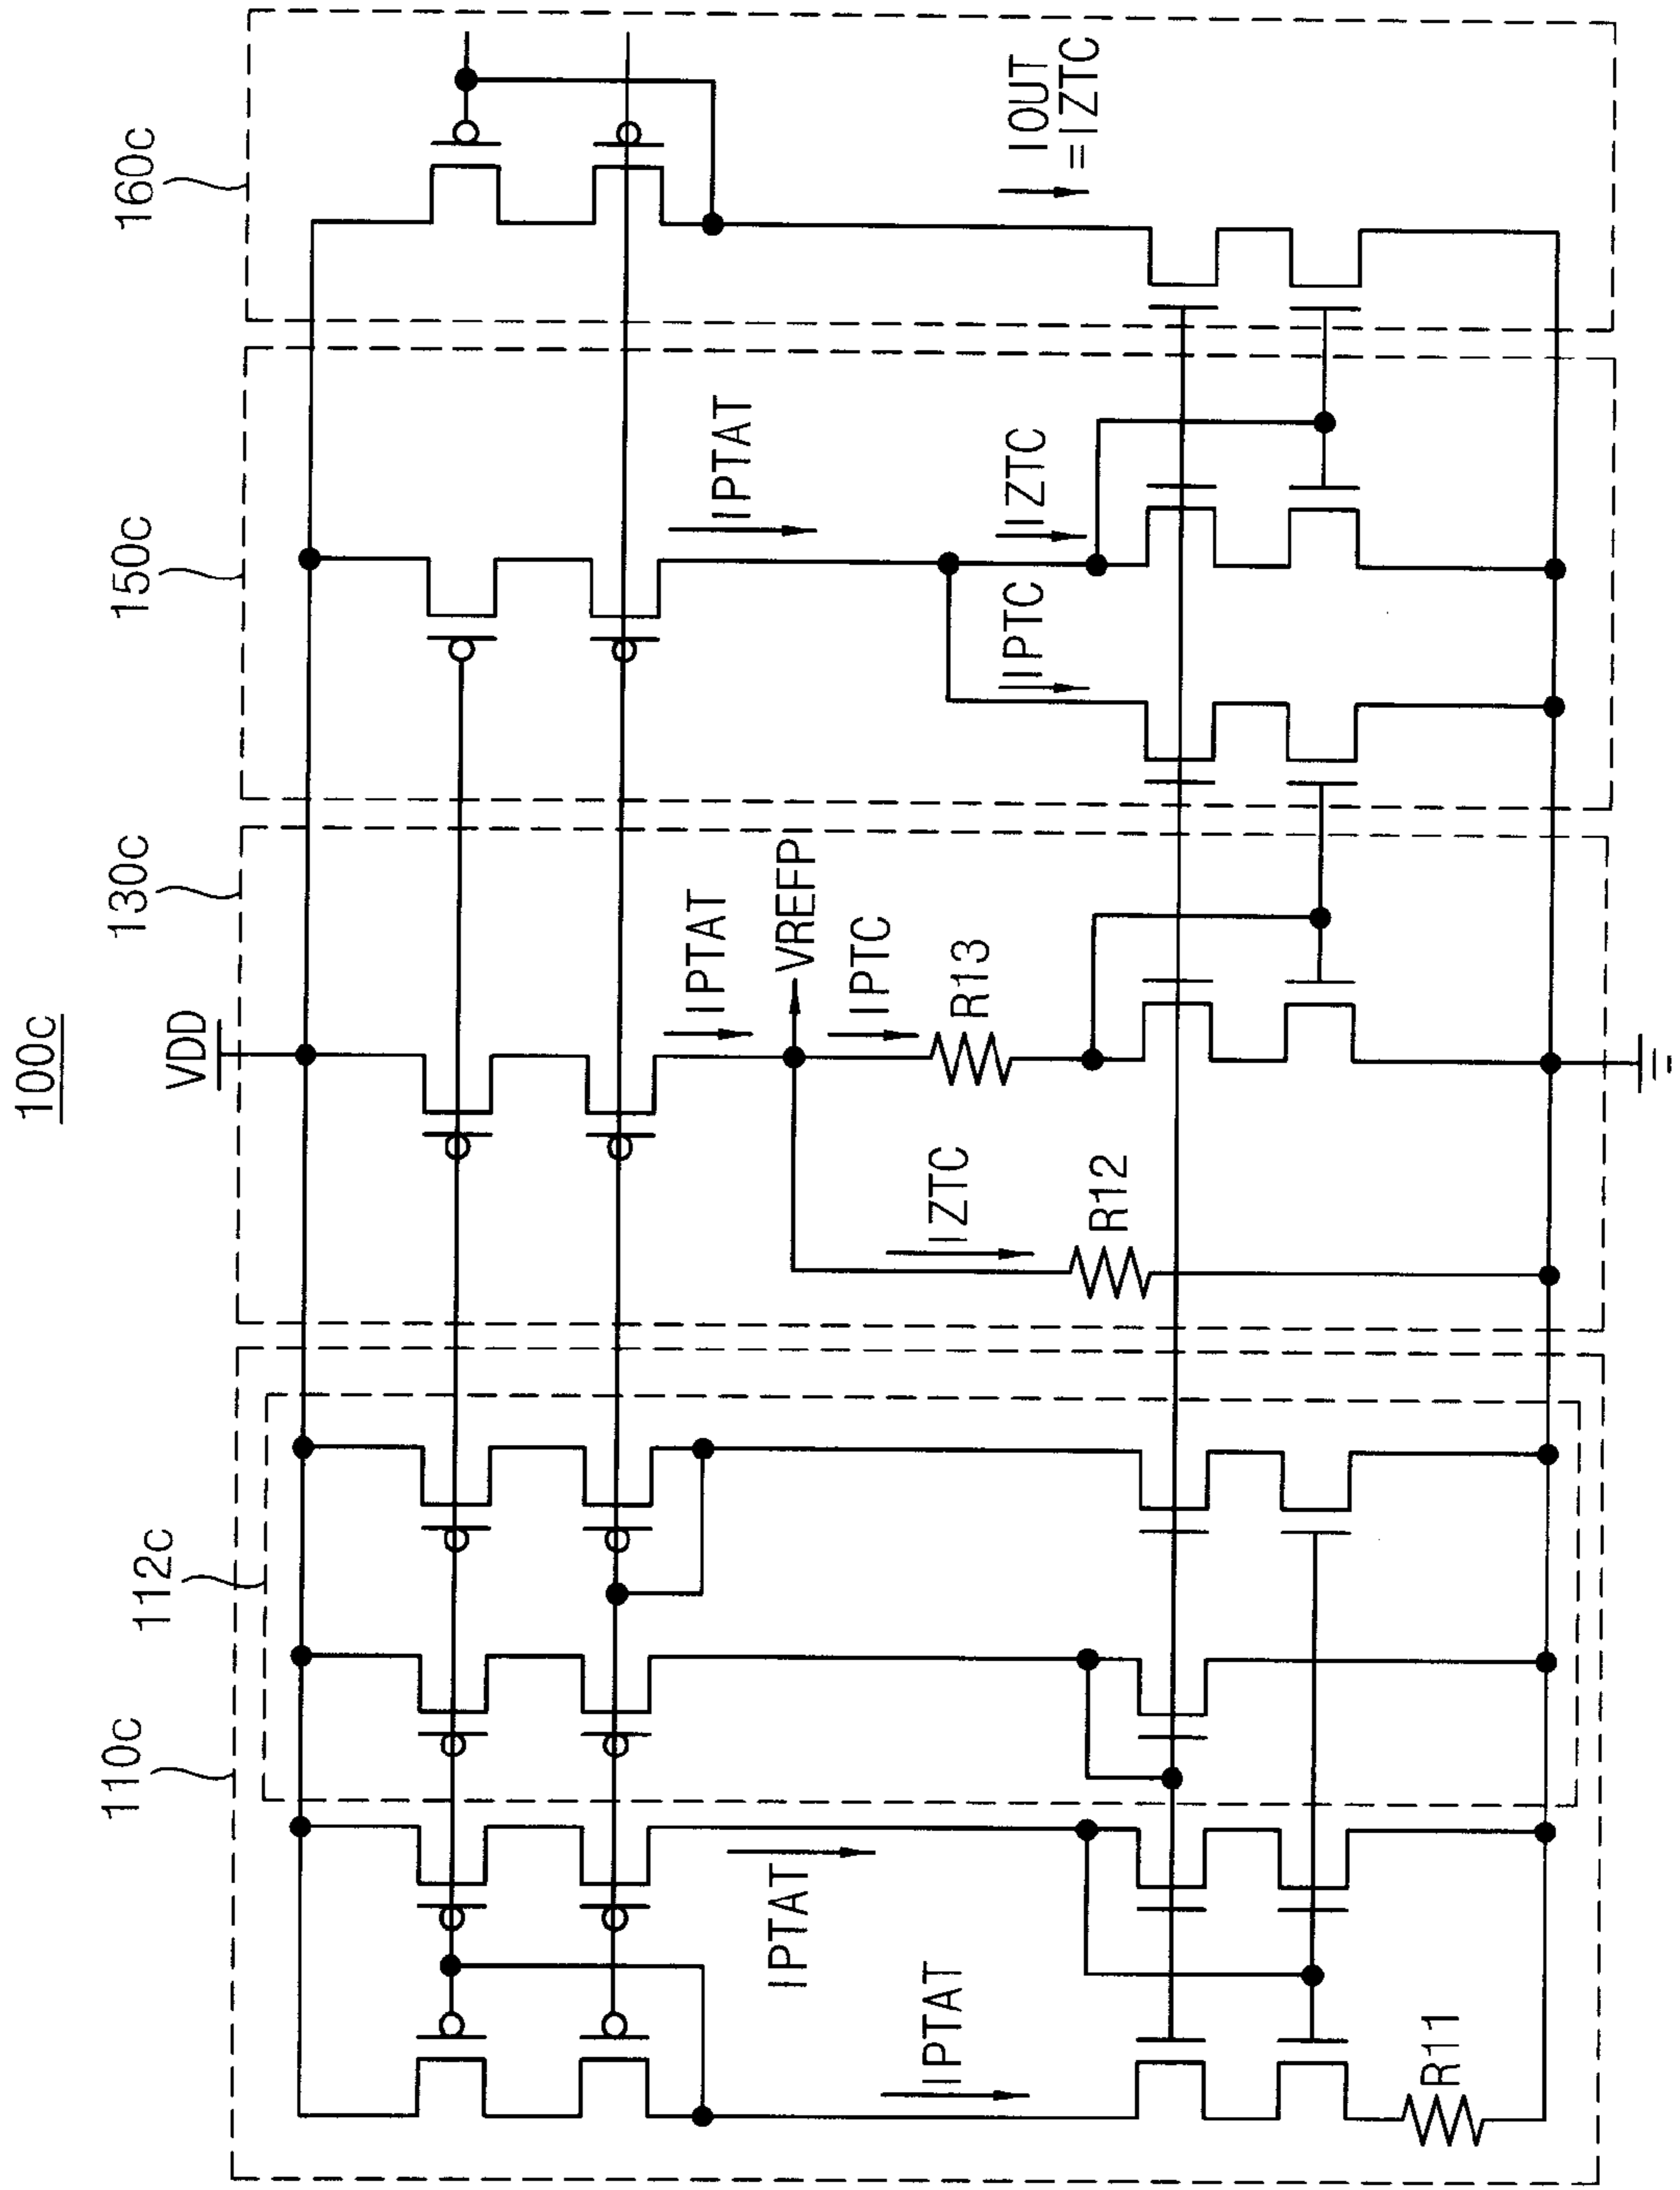 100c
110c
112c
130c
150c
160c
VDD
IPTAT
IPTAT
R11
IPTAT
VREFP
IZTC
R12
IPTC
R13
IPTAT
IPTC
IZTC
IOUT
=IZTC